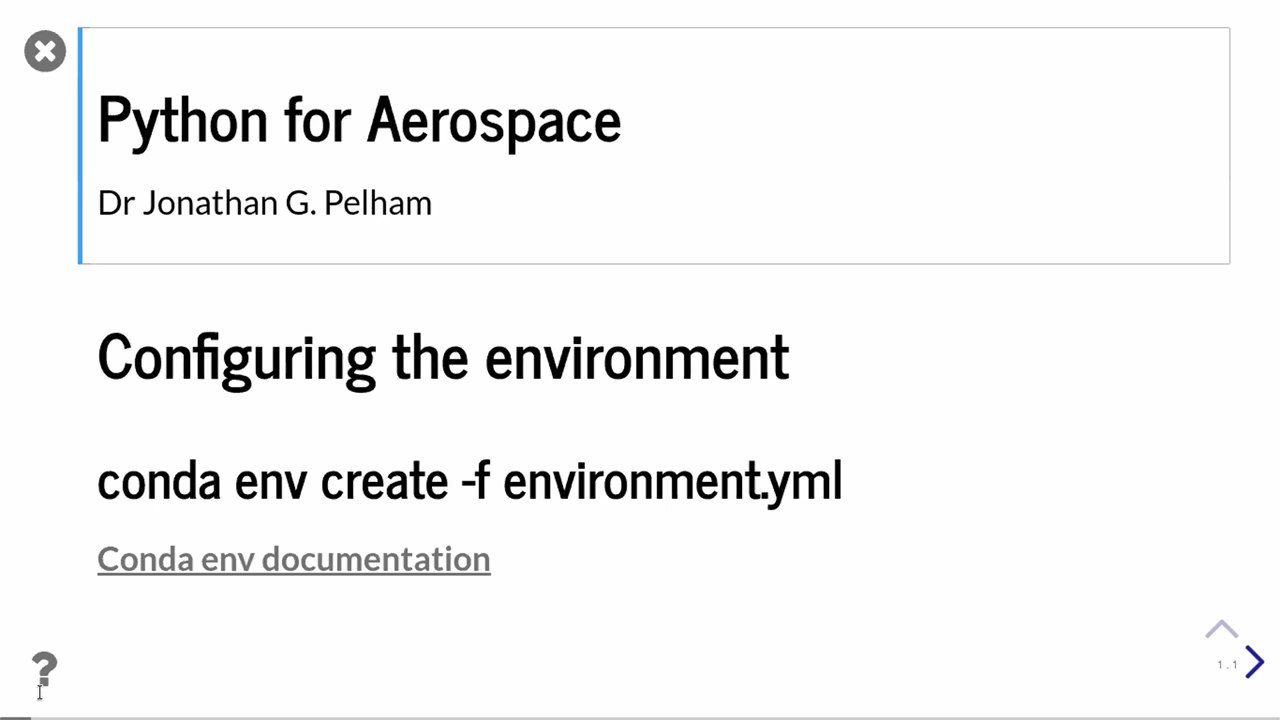 Python for Aerospace
Dr Jonathan G. Pelham
Configuring the environment
conda env create -f environment.yml
Conda env documentation
?
1.1